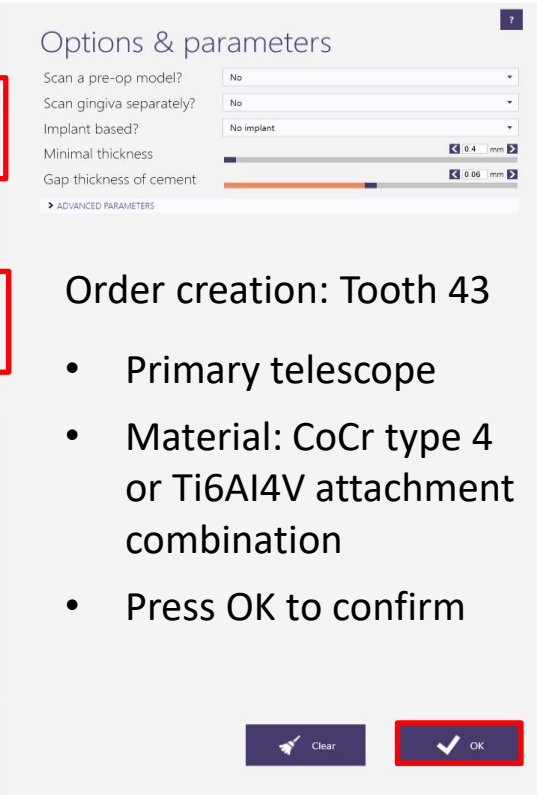 ?
Options & parameters
Scan a pre-op model? No
Scan gingiva separately? No
Implant based? No implant
Minimal thickness 0.4 mm
Gap thickness of cement 0.06 mm
ADVANCED PARAMETERS
Order creation: Tooth 43
• Primary telescope
• Material: CoCr type 4
or Ti6AI4V attachment
combination
• Press OK to confirm
Clear OK